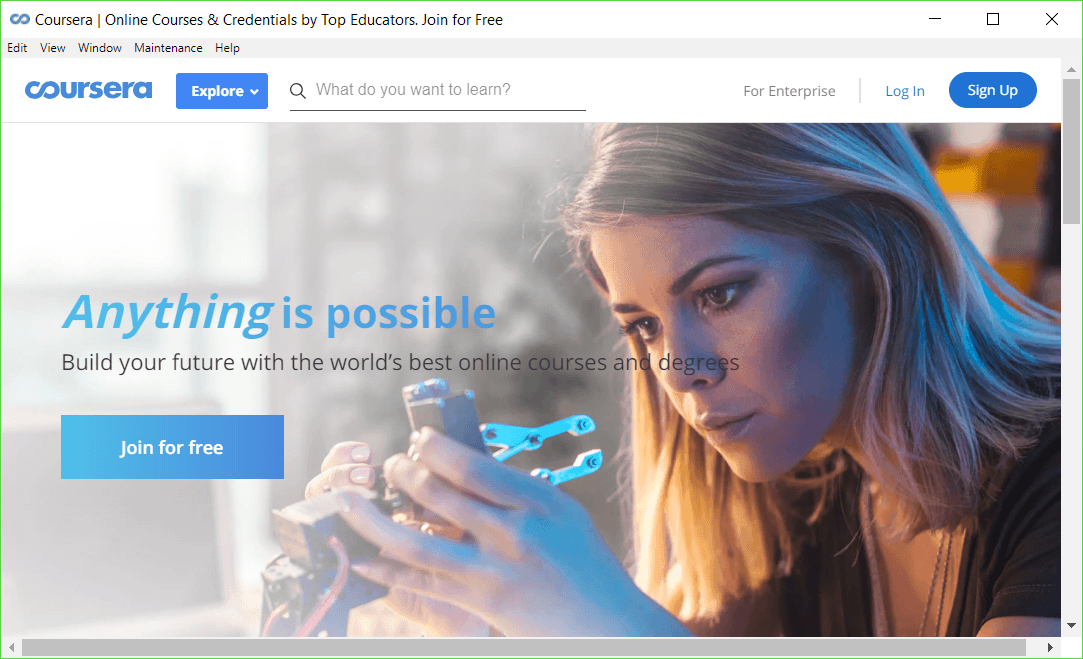 Coursera | Online Courses & Credentials by Top Educators. Join for Free
Edit View Window Maintenance Help
coursera Explore What do you want to learn? For Enterprise Log In Sign Up
Anything is possible
Build your future with the world’s best online courses and degrees
Join for free